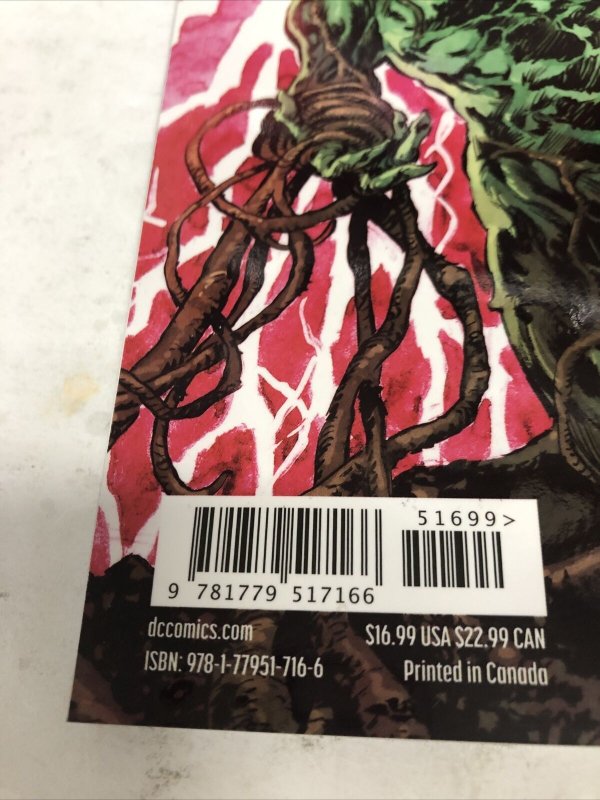 51699>
9 781779 517166
dccomics.com
$16.99 USA $22.99 CAN
ISBN: 978-1-77951-716-6
Printed in Canada